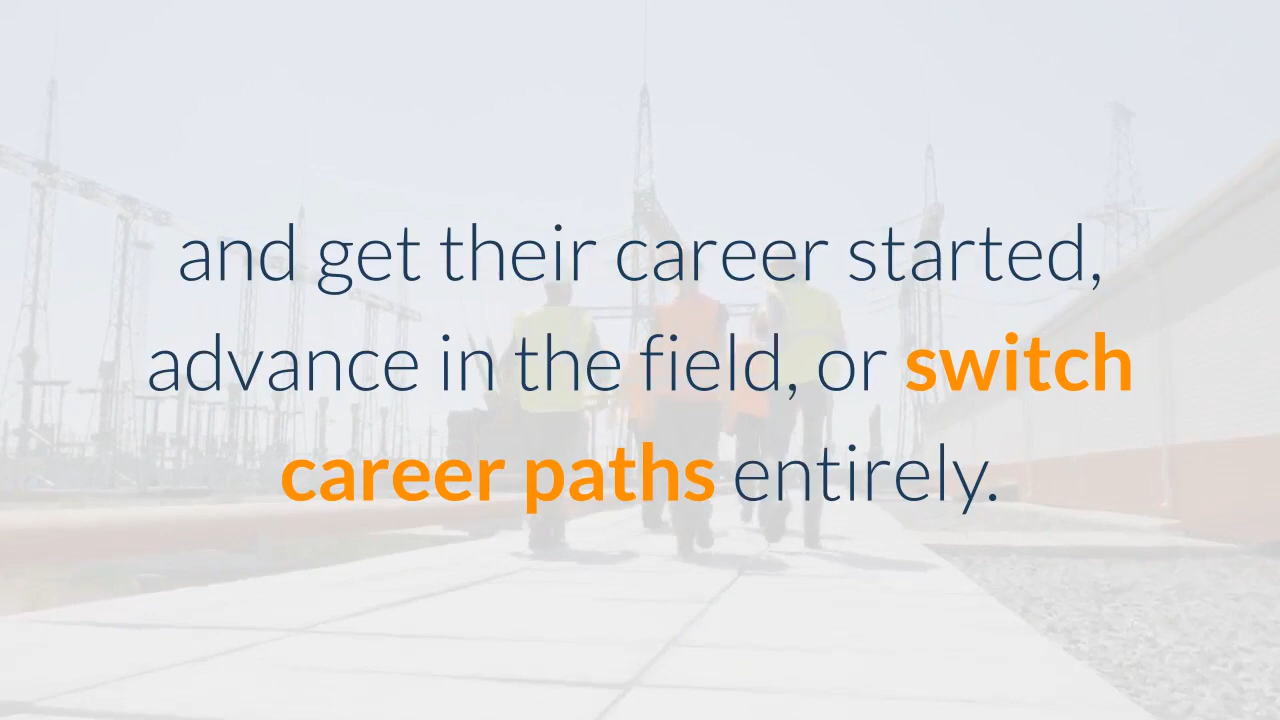 and get their career started,
advance in the field, or switch
career paths entirely.